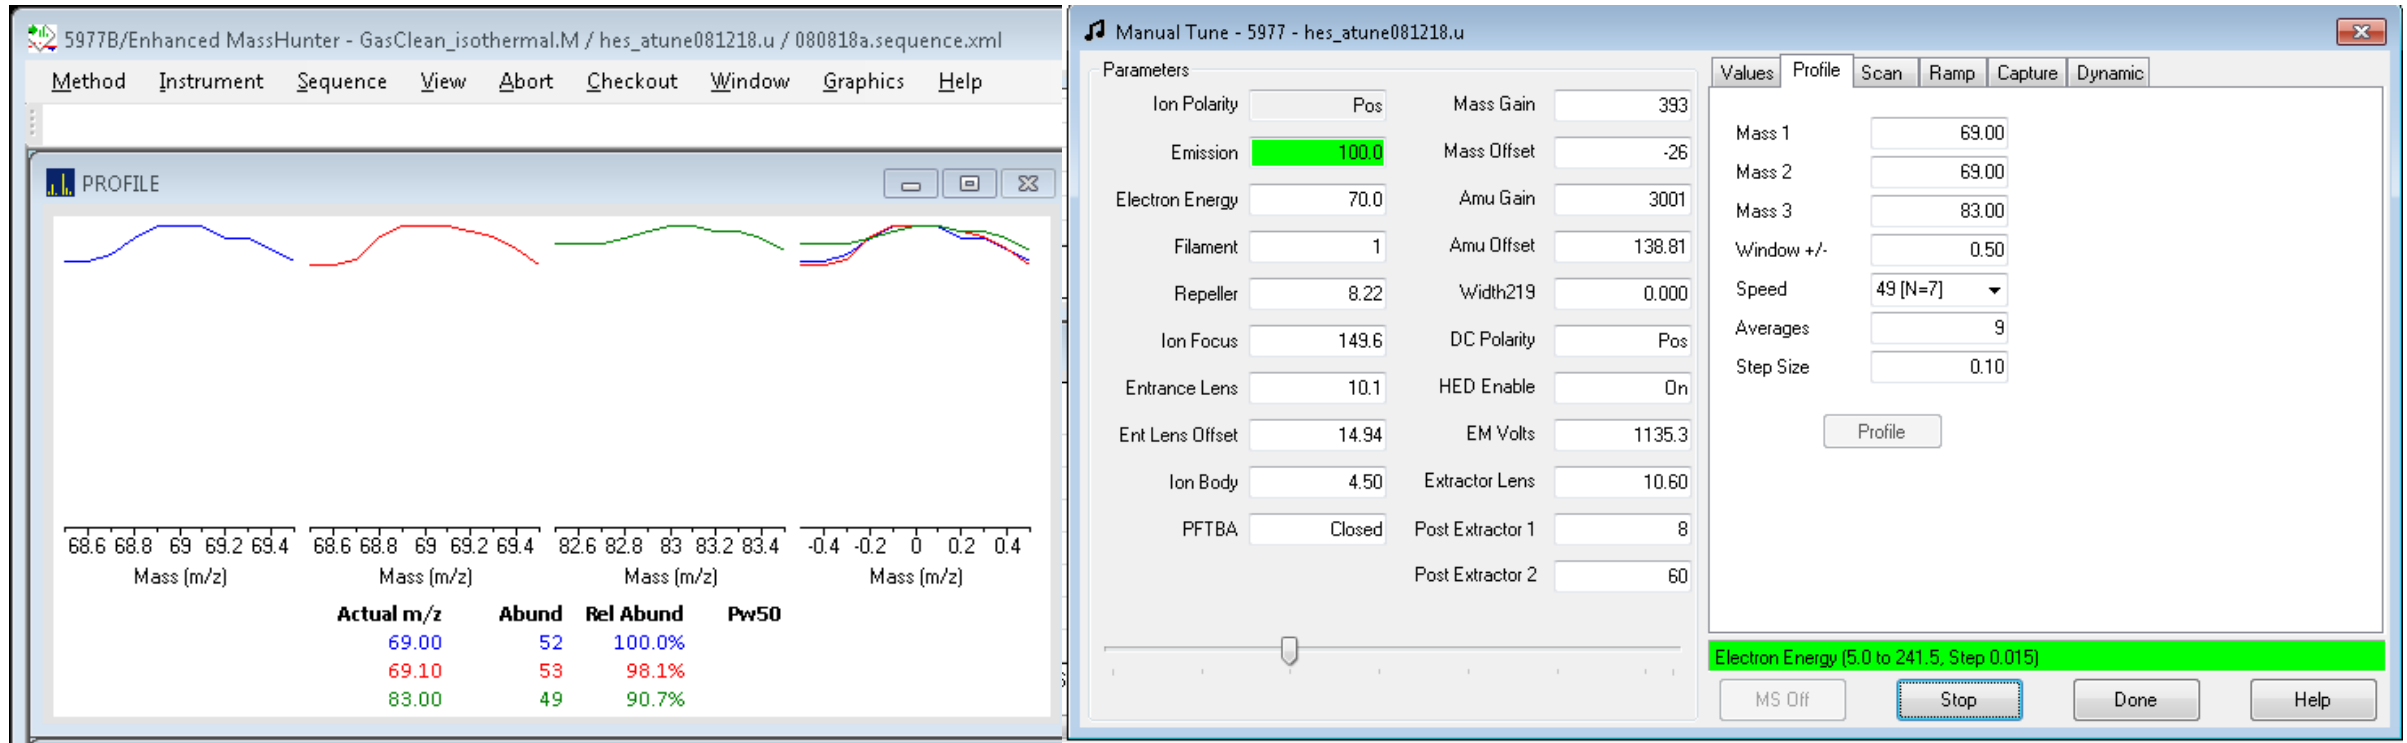 5977B/Enhanced MassHunter - GasClean_isothermal.M / hes_atune081218.u / 080818a.sequence.xml
Method Instrument Sequence View Abort Checkout Window Graphics Help
PROFILE
68.6 68.8 69 69.2 69.4 68.6 68.8 69 69.2 69.4 82.6 82.8 83 83.2 83.4 -0.4 -0.2 0 0.2 0.4
Mass (m/z) Mass (m/z) Mass (m/z) Mass (m/z)
Actual m/z Abund Rel Abund Pw50
69.00 52 100.0%
69.10 53 98.1%
83.00 49 90.7%
Manual Tune - 5977 - hes_atune081218.u
Parameters
Ion Polarity Pos Mass Gain 393
Emission 100.0 Mass Offset -26
Electron Energy 70.0 Amu Gain 3001
Filament 1 Amu Offset 138.81
Repeller 8.22 Width219 0.000
Ion Focus 149.6 DC Polarity Pos
Entrance Lens 10.1 HED Enable On
Ent Lens Offset 14.94 EM Volts 1135.3
Ion Body 4.50 Extractor Lens 10.60
PFTBA Closed Post Extractor 1 8
Post Extractor 2 60
Values Profile Scan Ramp Capture Dynamic
Mass 1 69.00
Mass 2 69.00
Mass 3 83.00
Window +/- 0.50
Speed 49 [N=7]
Averages 9
Step Size 0.10
Profile
Electron Energy (5.0 to 241.5, Step 0.015)
MS Off Stop Done Help